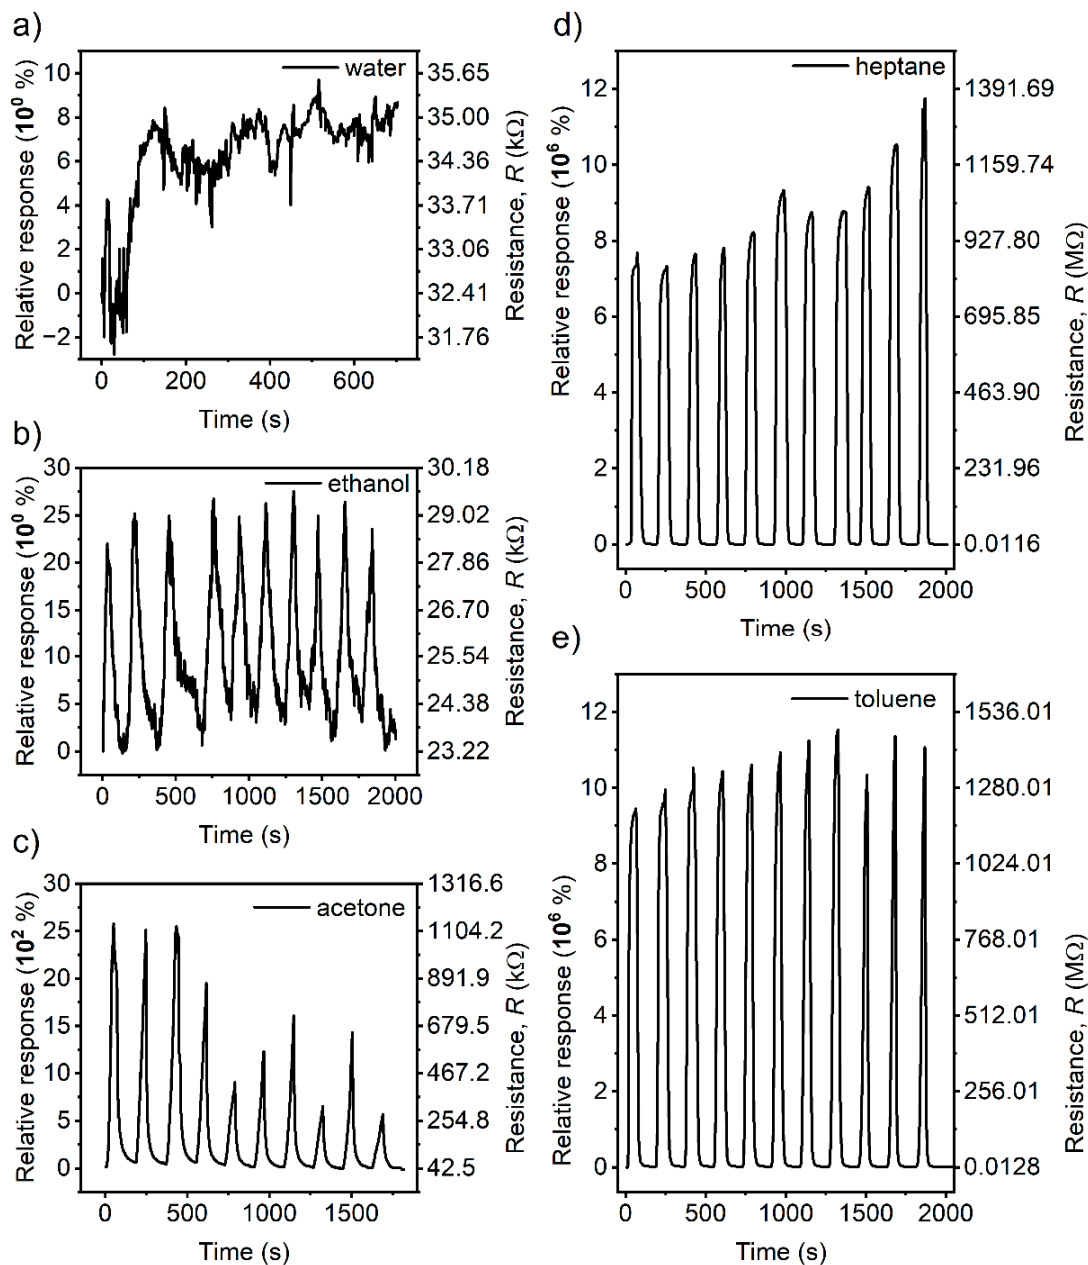 a)
Relative response (10⁰ %)
10
8
6
4
2
0
−2
water
35.65
35.00
34.36
33.71
33.06
32.41
31.76
Resistance, R (kΩ)
0 200 400 600
Time (s)
b)
Relative response (10⁰ %)
30
25
20
15
10
5
0
ethanol
30.18
29.02
27.86
26.70
25.54
24.38
23.22
Resistance, R (kΩ)
0 500 1000 1500 2000
Time (s)
c)
Relative response (10² %)
30
25
20
15
10
5
0
acetone
1316.6
1104.2
891.9
679.5
467.2
254.8
42.5
Resistance, R (kΩ)
0 500 1000 1500
Time (s)
d)
Relative response (10⁶ %)
12
10
8
6
4
2
0
heptane
1391.69
1159.74
927.80
695.85
463.90
231.96
0.0116
Resistance, R (MΩ)
0 500 1000 1500 2000
Time (s)
e)
Relative response (10⁶ %)
12
10
8
6
4
2
0
toluene
1536.01
1280.01
1024.01
768.01
512.01
256.01
0.0128
Resistance, R (MΩ)
0 500 1000 1500 2000
Time (s)